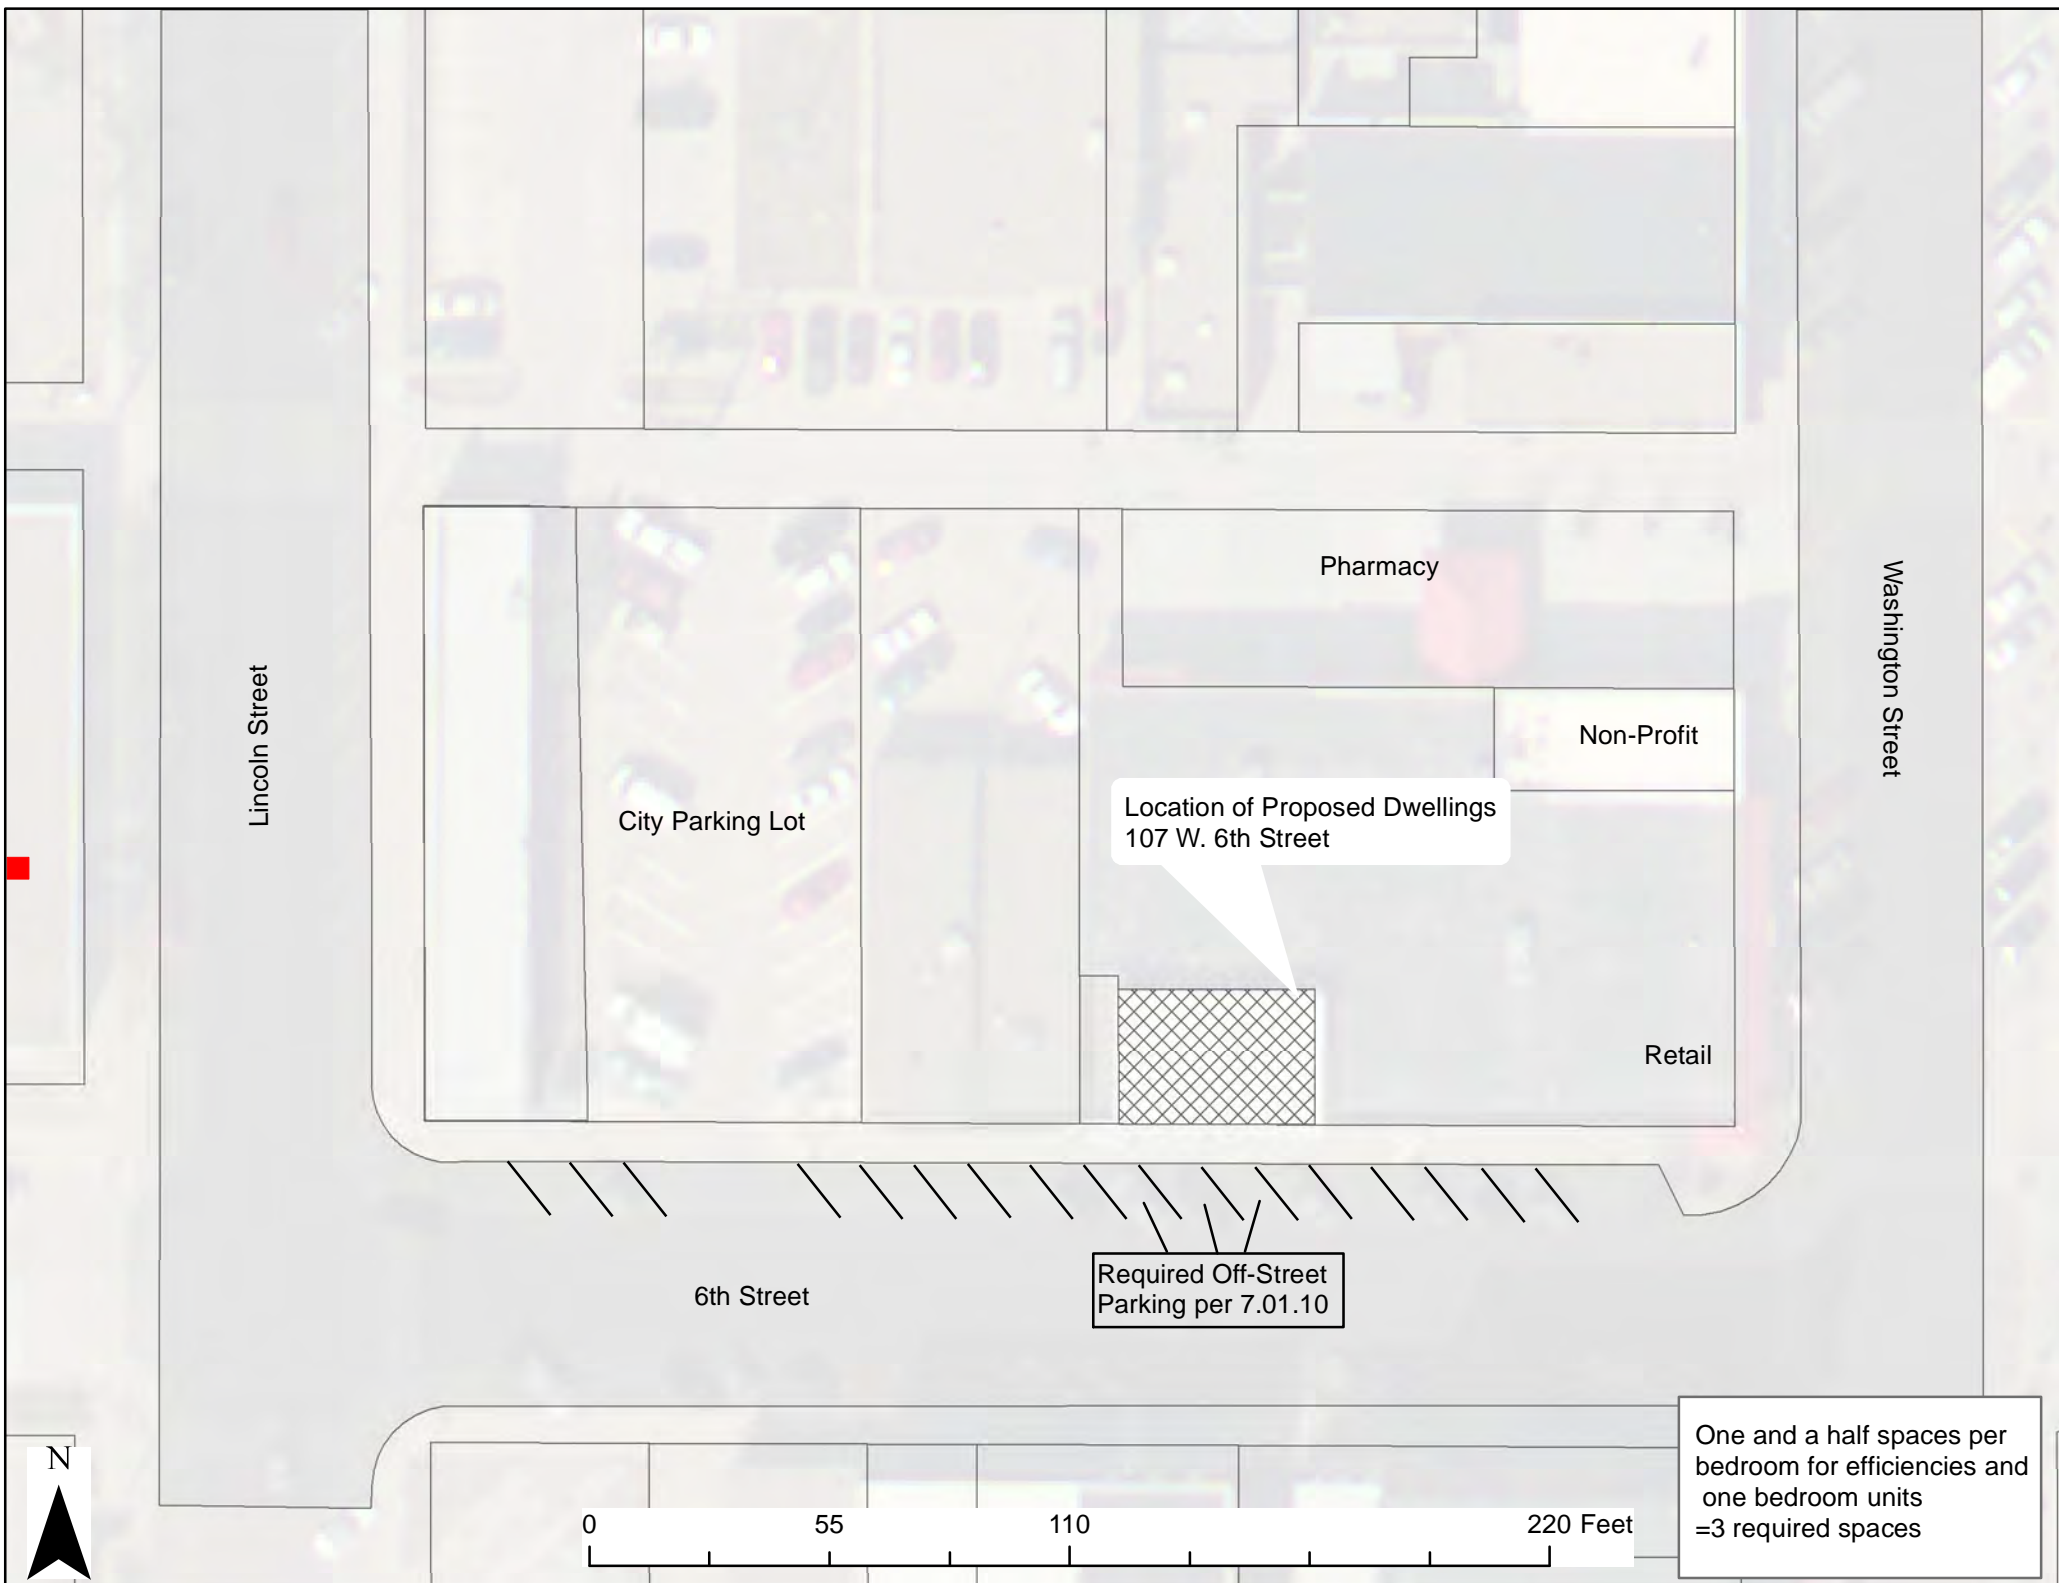 Pharmacy
Washington Street
Lincoln Street
Non-Profit
Location of Proposed Dwellings
107 W. 6th Street
City Parking Lot
Retail
Required Off-Street
Parking per 7.01.10
6th Street
One and a half spaces per
bedroom for efficiencies and
one bedroom units
=3 required spaces
N
0 55 110 220 Feet